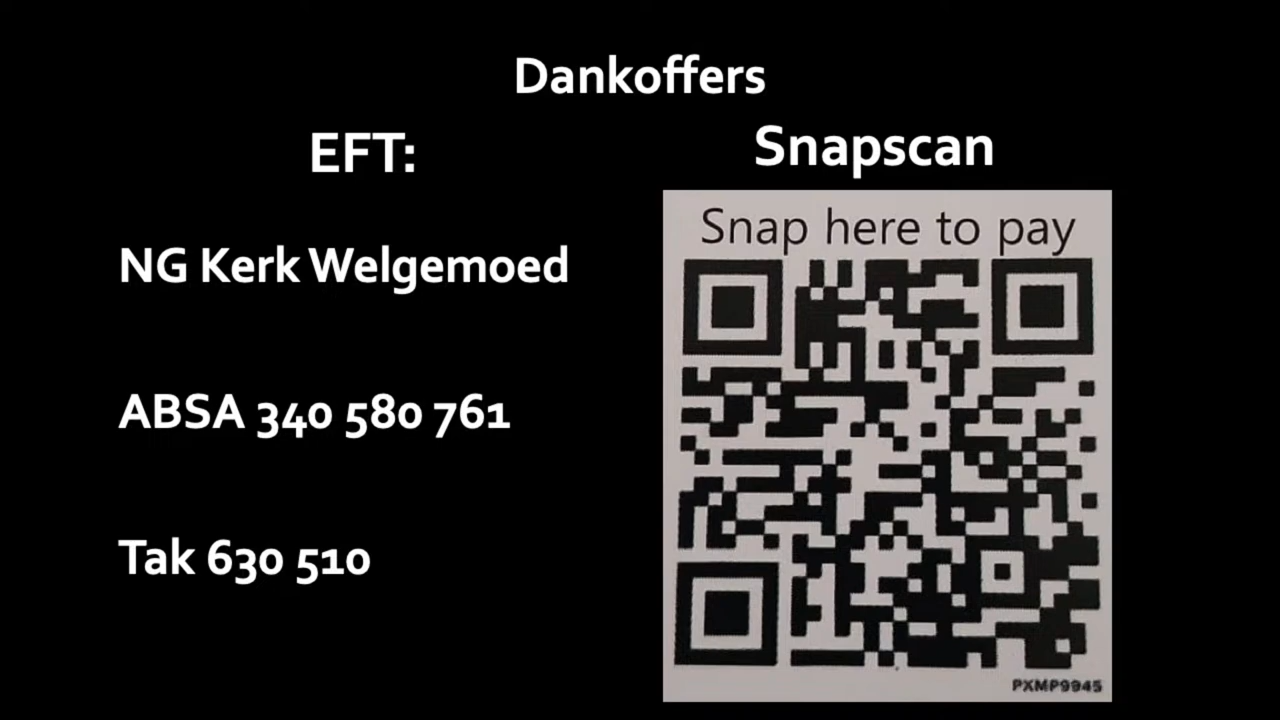 Dankoffers
EFT:
NG Kerk Welgemoed
ABSA 340 580 761
Tak 630 510
Snapscan
Snap here to pay
PXMP9945